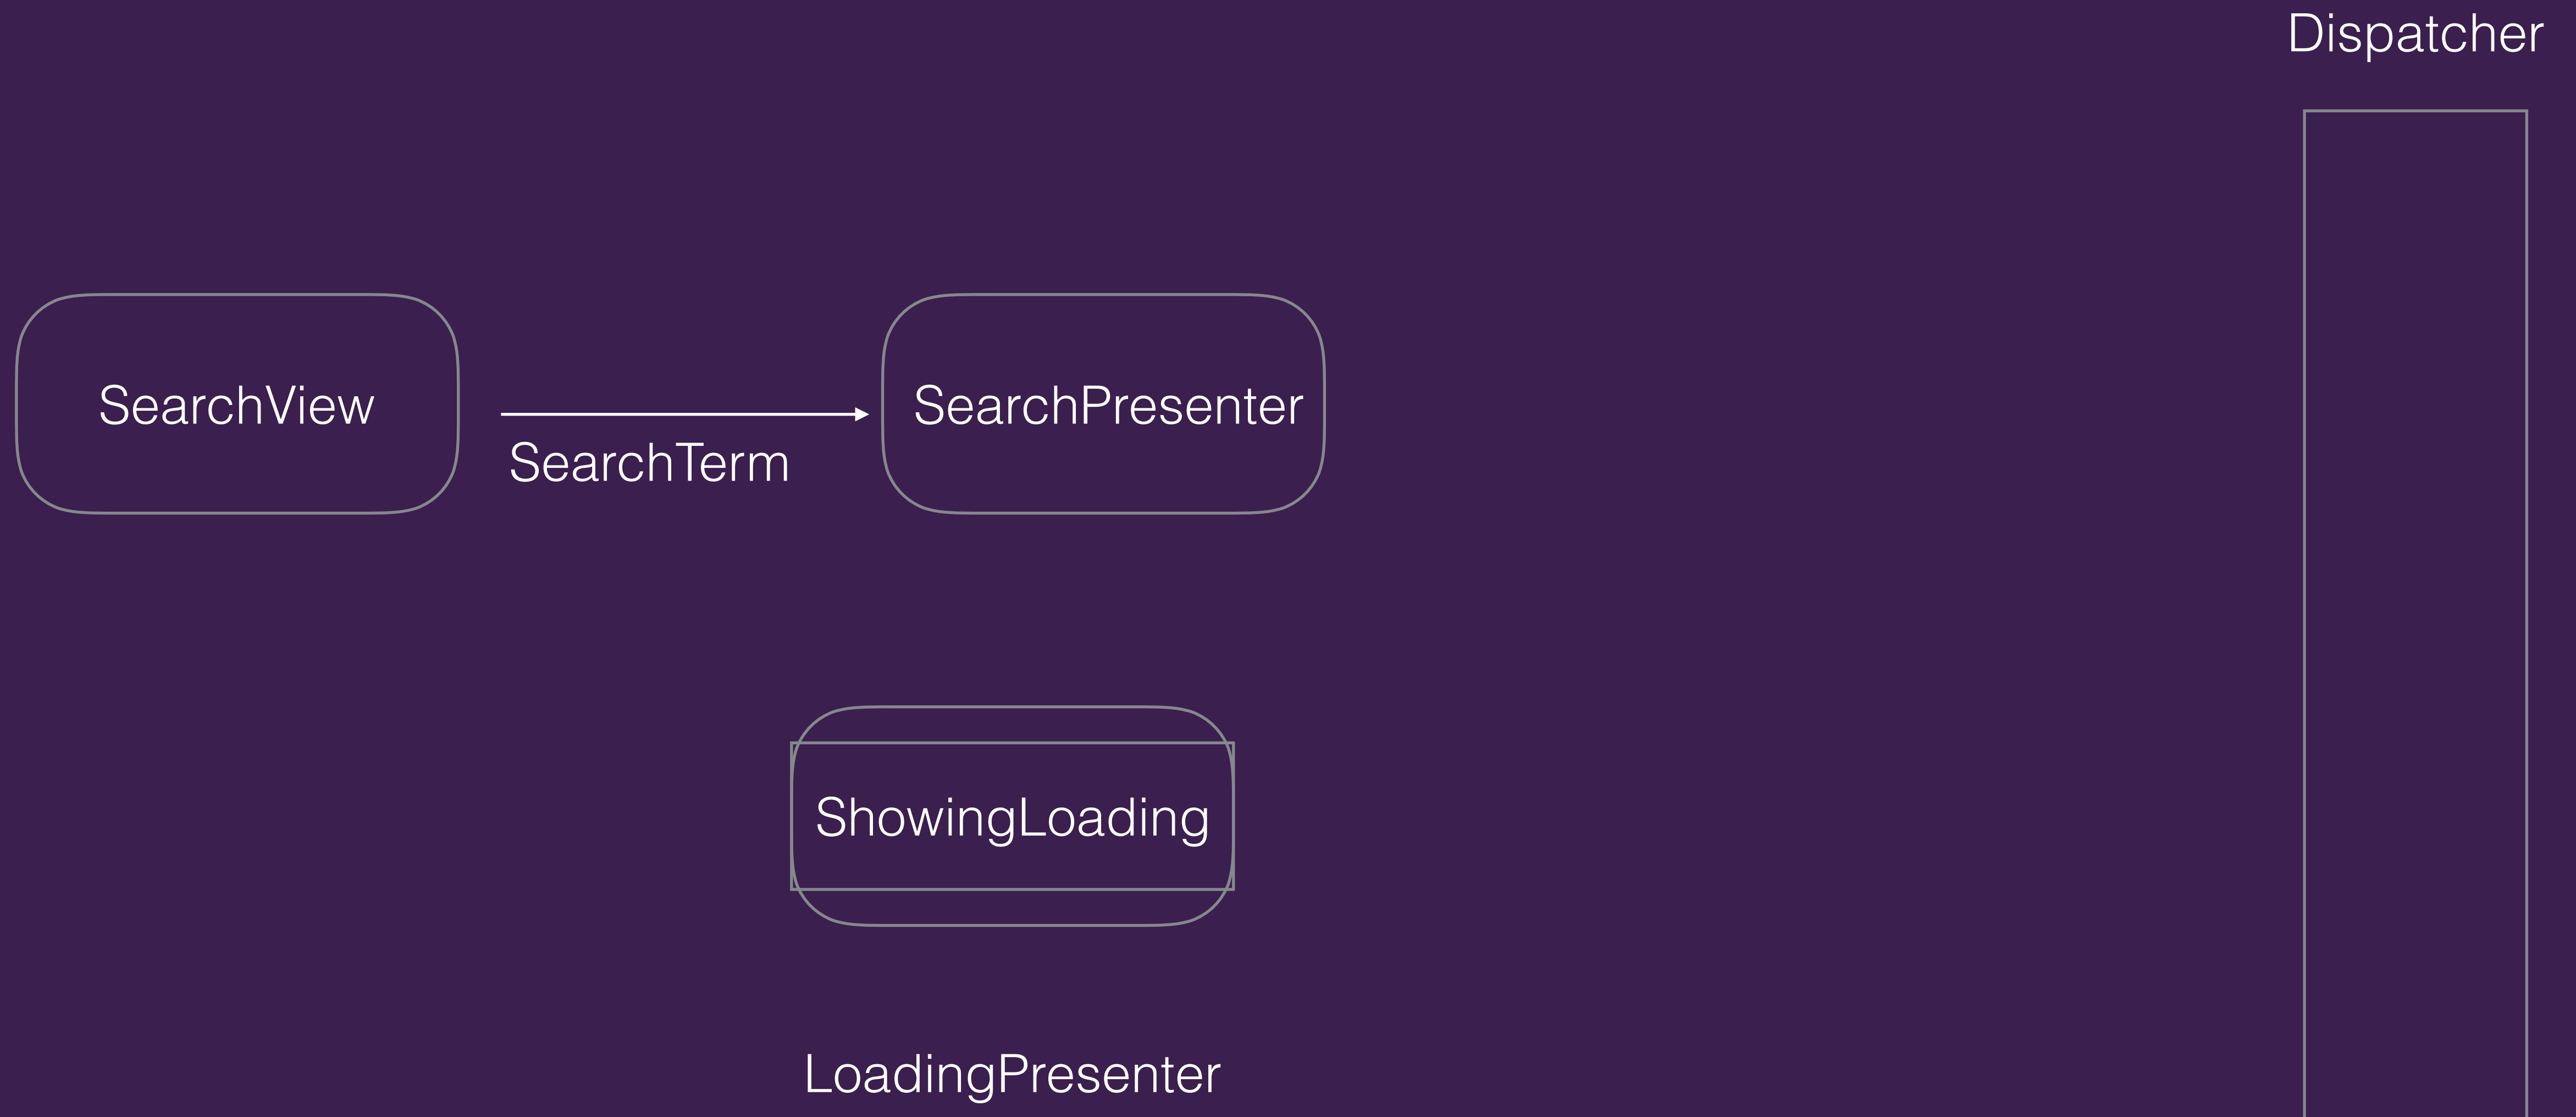 Dispatcher
SearchView
SearchTerm
SearchPresenter
ShowingLoading
LoadingPresenter